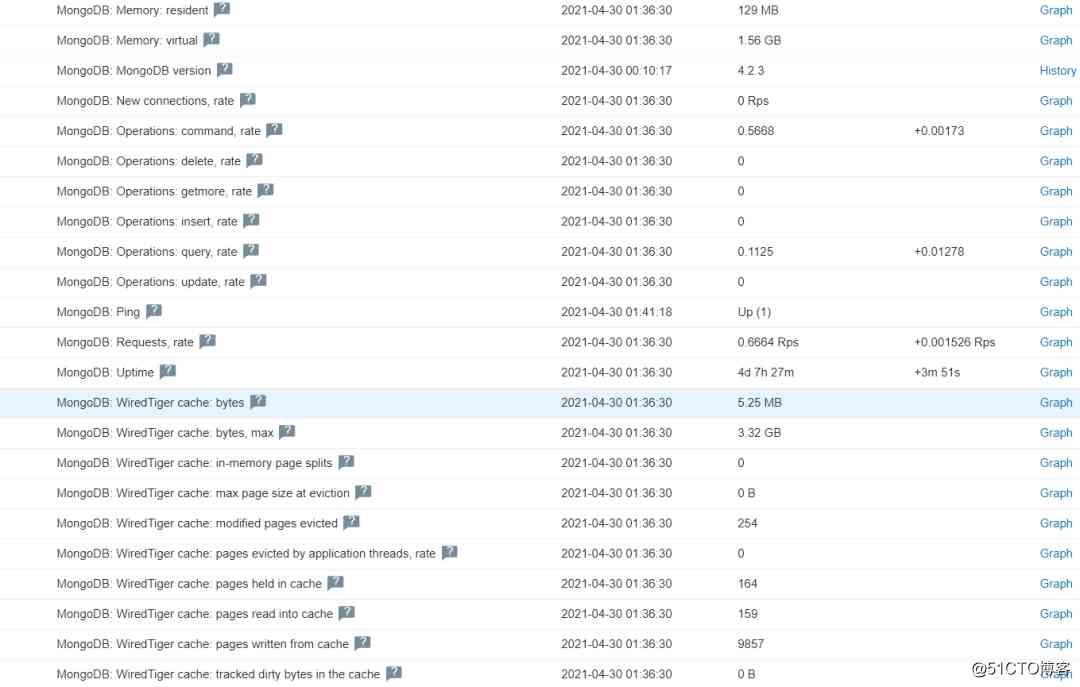 MongoDB: Memory: resident ? 2021-04-30 01:36:30 129 MB Graph
MongoDB: Memory: virtual ? 2021-04-30 01:36:30 1.56 GB Graph
MongoDB: MongoDB version ? 2021-04-30 00:10:17 4.2.3 History
MongoDB: New connections, rate ? 2021-04-30 01:36:30 0 Rps Graph
MongoDB: Operations: command, rate ? 2021-04-30 01:36:30 0.5668 +0.00173 Graph
MongoDB: Operations: delete, rate ? 2021-04-30 01:36:30 0 Graph
MongoDB: Operations: getmore, rate ? 2021-04-30 01:36:30 0 Graph
MongoDB: Operations: insert, rate ? 2021-04-30 01:36:30 0 Graph
MongoDB: Operations: query, rate ? 2021-04-30 01:36:30 0.1125 +0.01278 Graph
MongoDB: Operations: update, rate ? 2021-04-30 01:36:30 0 Graph
MongoDB: Ping ? 2021-04-30 01:41:18 Up (1) Graph
MongoDB: Requests, rate ? 2021-04-30 01:36:30 0.6664 Rps +0.001526 Rps Graph
MongoDB: Uptime ? 2021-04-30 01:36:30 4d 7h 27m +3m 51s Graph
MongoDB: WiredTiger cache: bytes ? 2021-04-30 01:36:30 5.25 MB Graph
MongoDB: WiredTiger cache: bytes, max ? 2021-04-30 01:36:30 3.32 GB Graph
MongoDB: WiredTiger cache: in-memory page splits ? 2021-04-30 01:36:30 0 Graph
MongoDB: WiredTiger cache: max page size at eviction ? 2021-04-30 01:36:30 0 B Graph
MongoDB: WiredTiger cache: modified pages evicted ? 2021-04-30 01:36:30 254 Graph
MongoDB: WiredTiger cache: pages evicted by application threads, rate ? 2021-04-30 01:36:30 0 Graph
MongoDB: WiredTiger cache: pages held in cache ? 2021-04-30 01:36:30 164 Graph
MongoDB: WiredTiger cache: pages read into cache ? 2021-04-30 01:36:30 159 Graph
MongoDB: WiredTiger cache: pages written from cache ? 2021-04-30 01:36:30 9857 Graph
MongoDB: WiredTiger cache: tracked dirty bytes in the cache ? 2021-04-30 01:36:30 0 B Graph
@51CTO博客